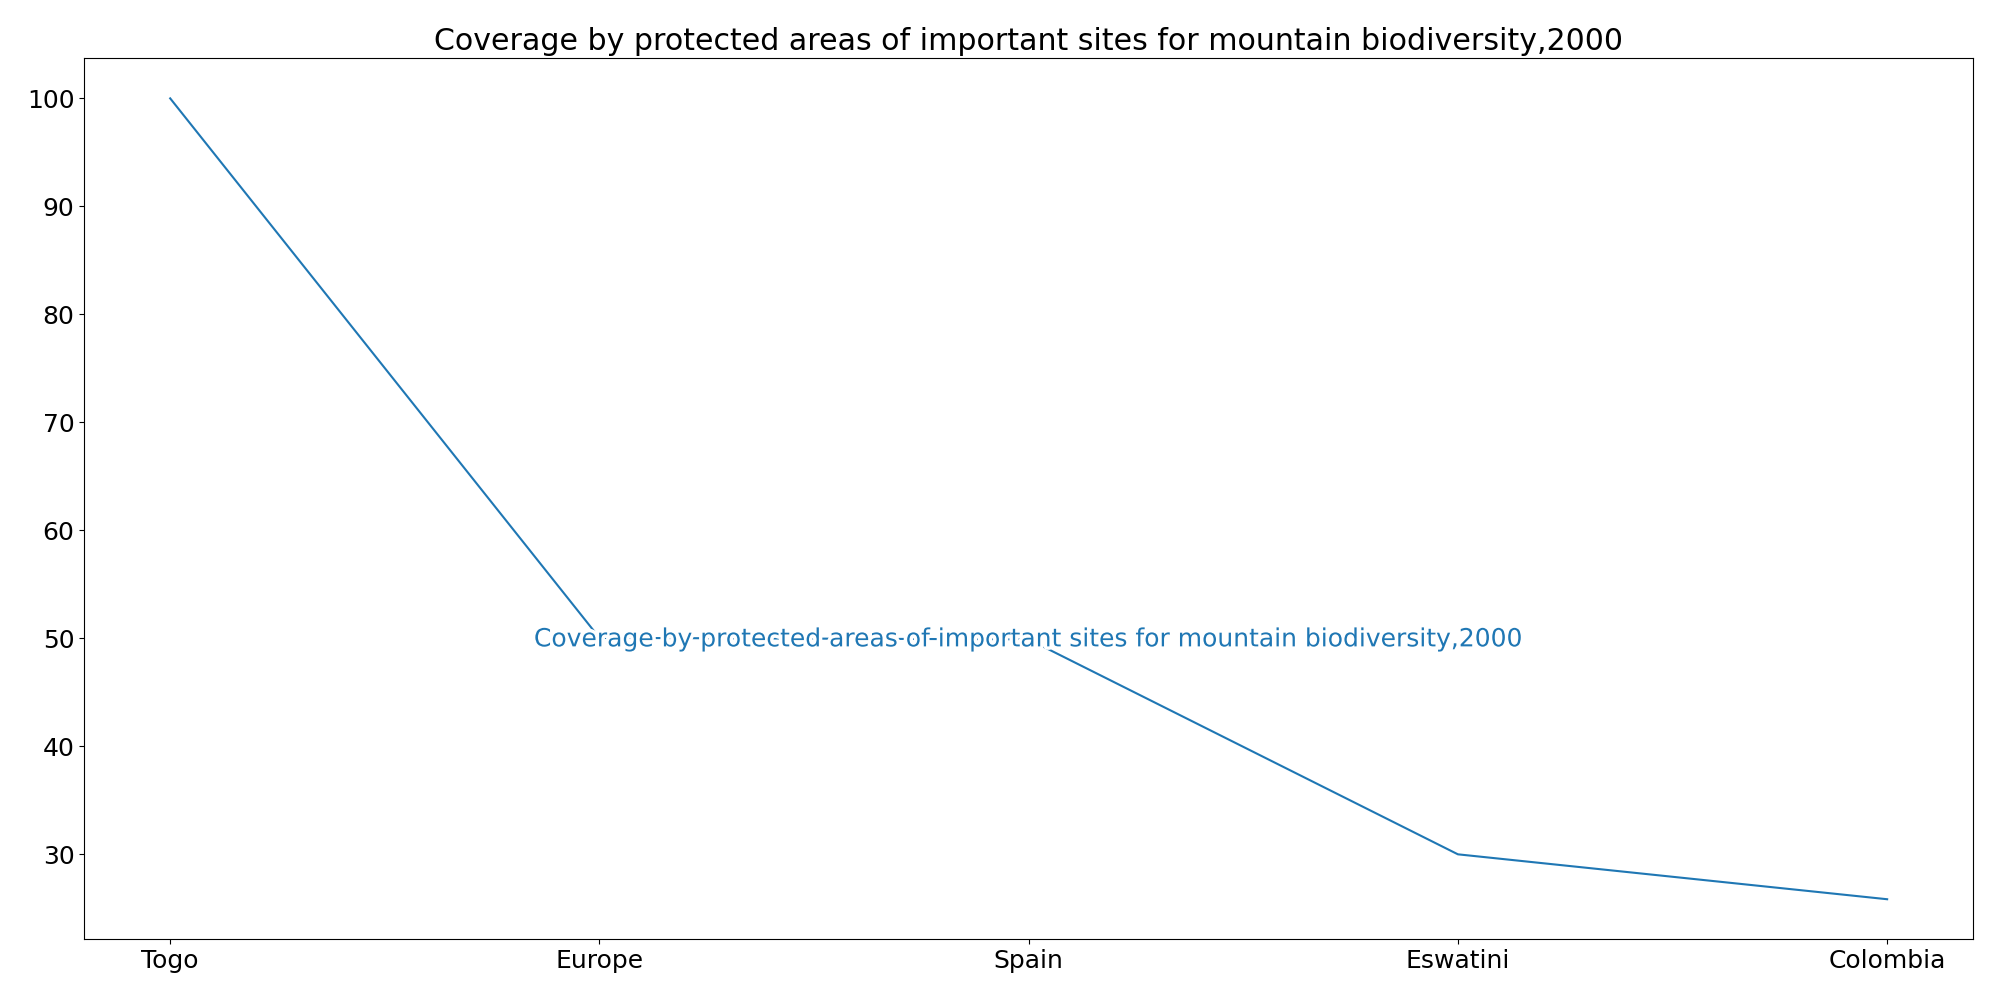 Coverage by protected areas of important sites for mountain biodiversity,2000
100
90
80
70
60
50
40
30
Coverage-by-protected-areas-of-important sites for mountain biodiversity,2000
Togo Europe Spain Eswatini Colombia